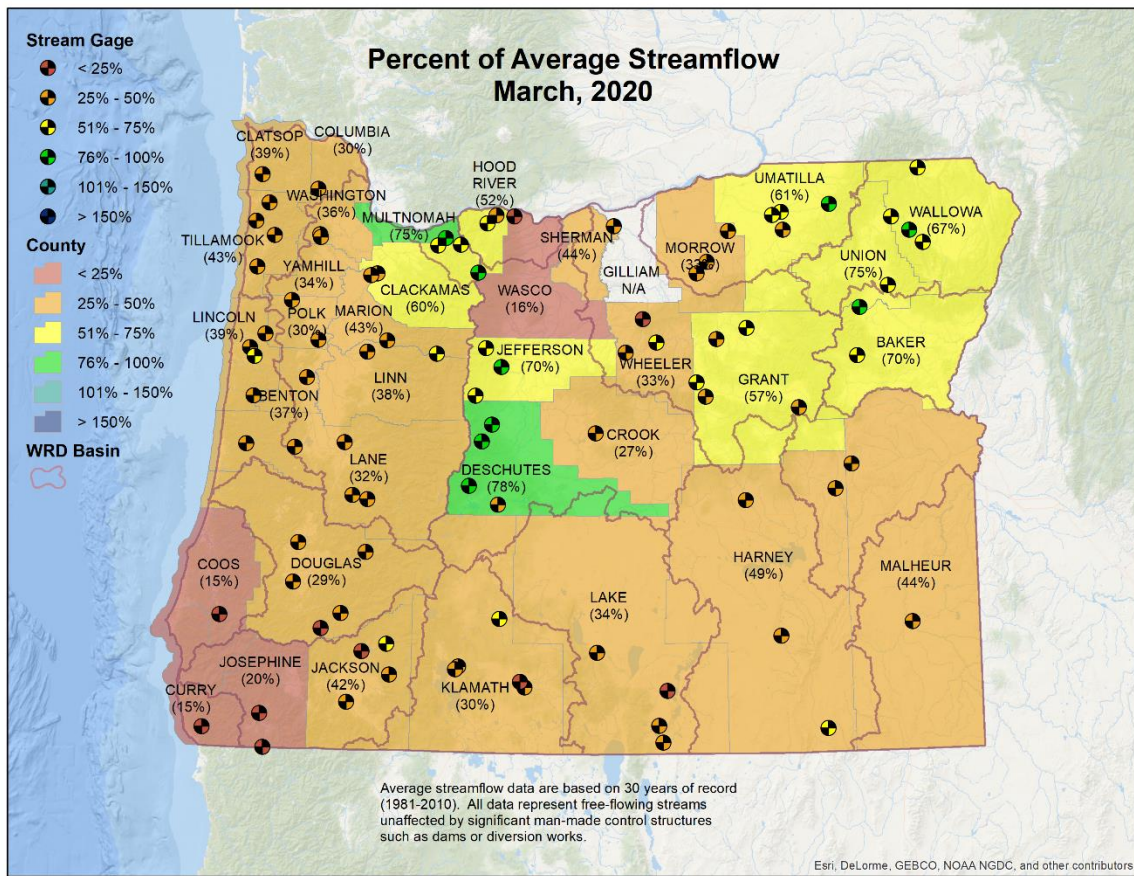 Percent of Average Streamflow
March, 2020
Stream Gage
< 25%
25% - 50%
51% - 75%
76% - 100%
101% - 150%
> 150%
County
< 25%
25% - 50%
51% - 75%
76% - 100%
101% - 150%
> 150%
WRD Basin
CLATSOP
(39%)
COLUMBIA
(30%)
WASHINGTON
(36%)
TILLAMOOK
(43%)
MULTNOMAH
(75%)
HOOD
RIVER
(52%)
SHERMAN
(44%)
GILLIAM
N/A
MORROW
(33%)
UMATILLA
(61%)
WALLOWA
(67%)
UNION
(75%)
YAMHILL
(34%)
CLACKAMAS
(60%)
WASCO
(16%)
LINCOLN
(39%)
POLK
(30%)
MARION
(43%)
JEFFERSON
(70%)
WHEELER
(33%)
GRANT
(57%)
BAKER
(70%)
BENTON
(37%)
LINN
(38%)
CROOK
(27%)
LANE
(32%)
DESCHUTES
(78%)
COOS
(15%)
DOUGLAS
(29%)
LAKE
(34%)
HARNEY
(49%)
MALHEUR
(44%)
CURRY
(15%)
JOSEPHINE
(20%)
JACKSON
(42%)
KLAMATH
(30%)
Average streamflow data are based on 30 years of record
(1981-2010). All data represent free-flowing streams
unaffected by significant man-made control structures
such as dams or diversion works.
Esri, DeLorme, GEBCO, NOAA NGDC, and other contributors